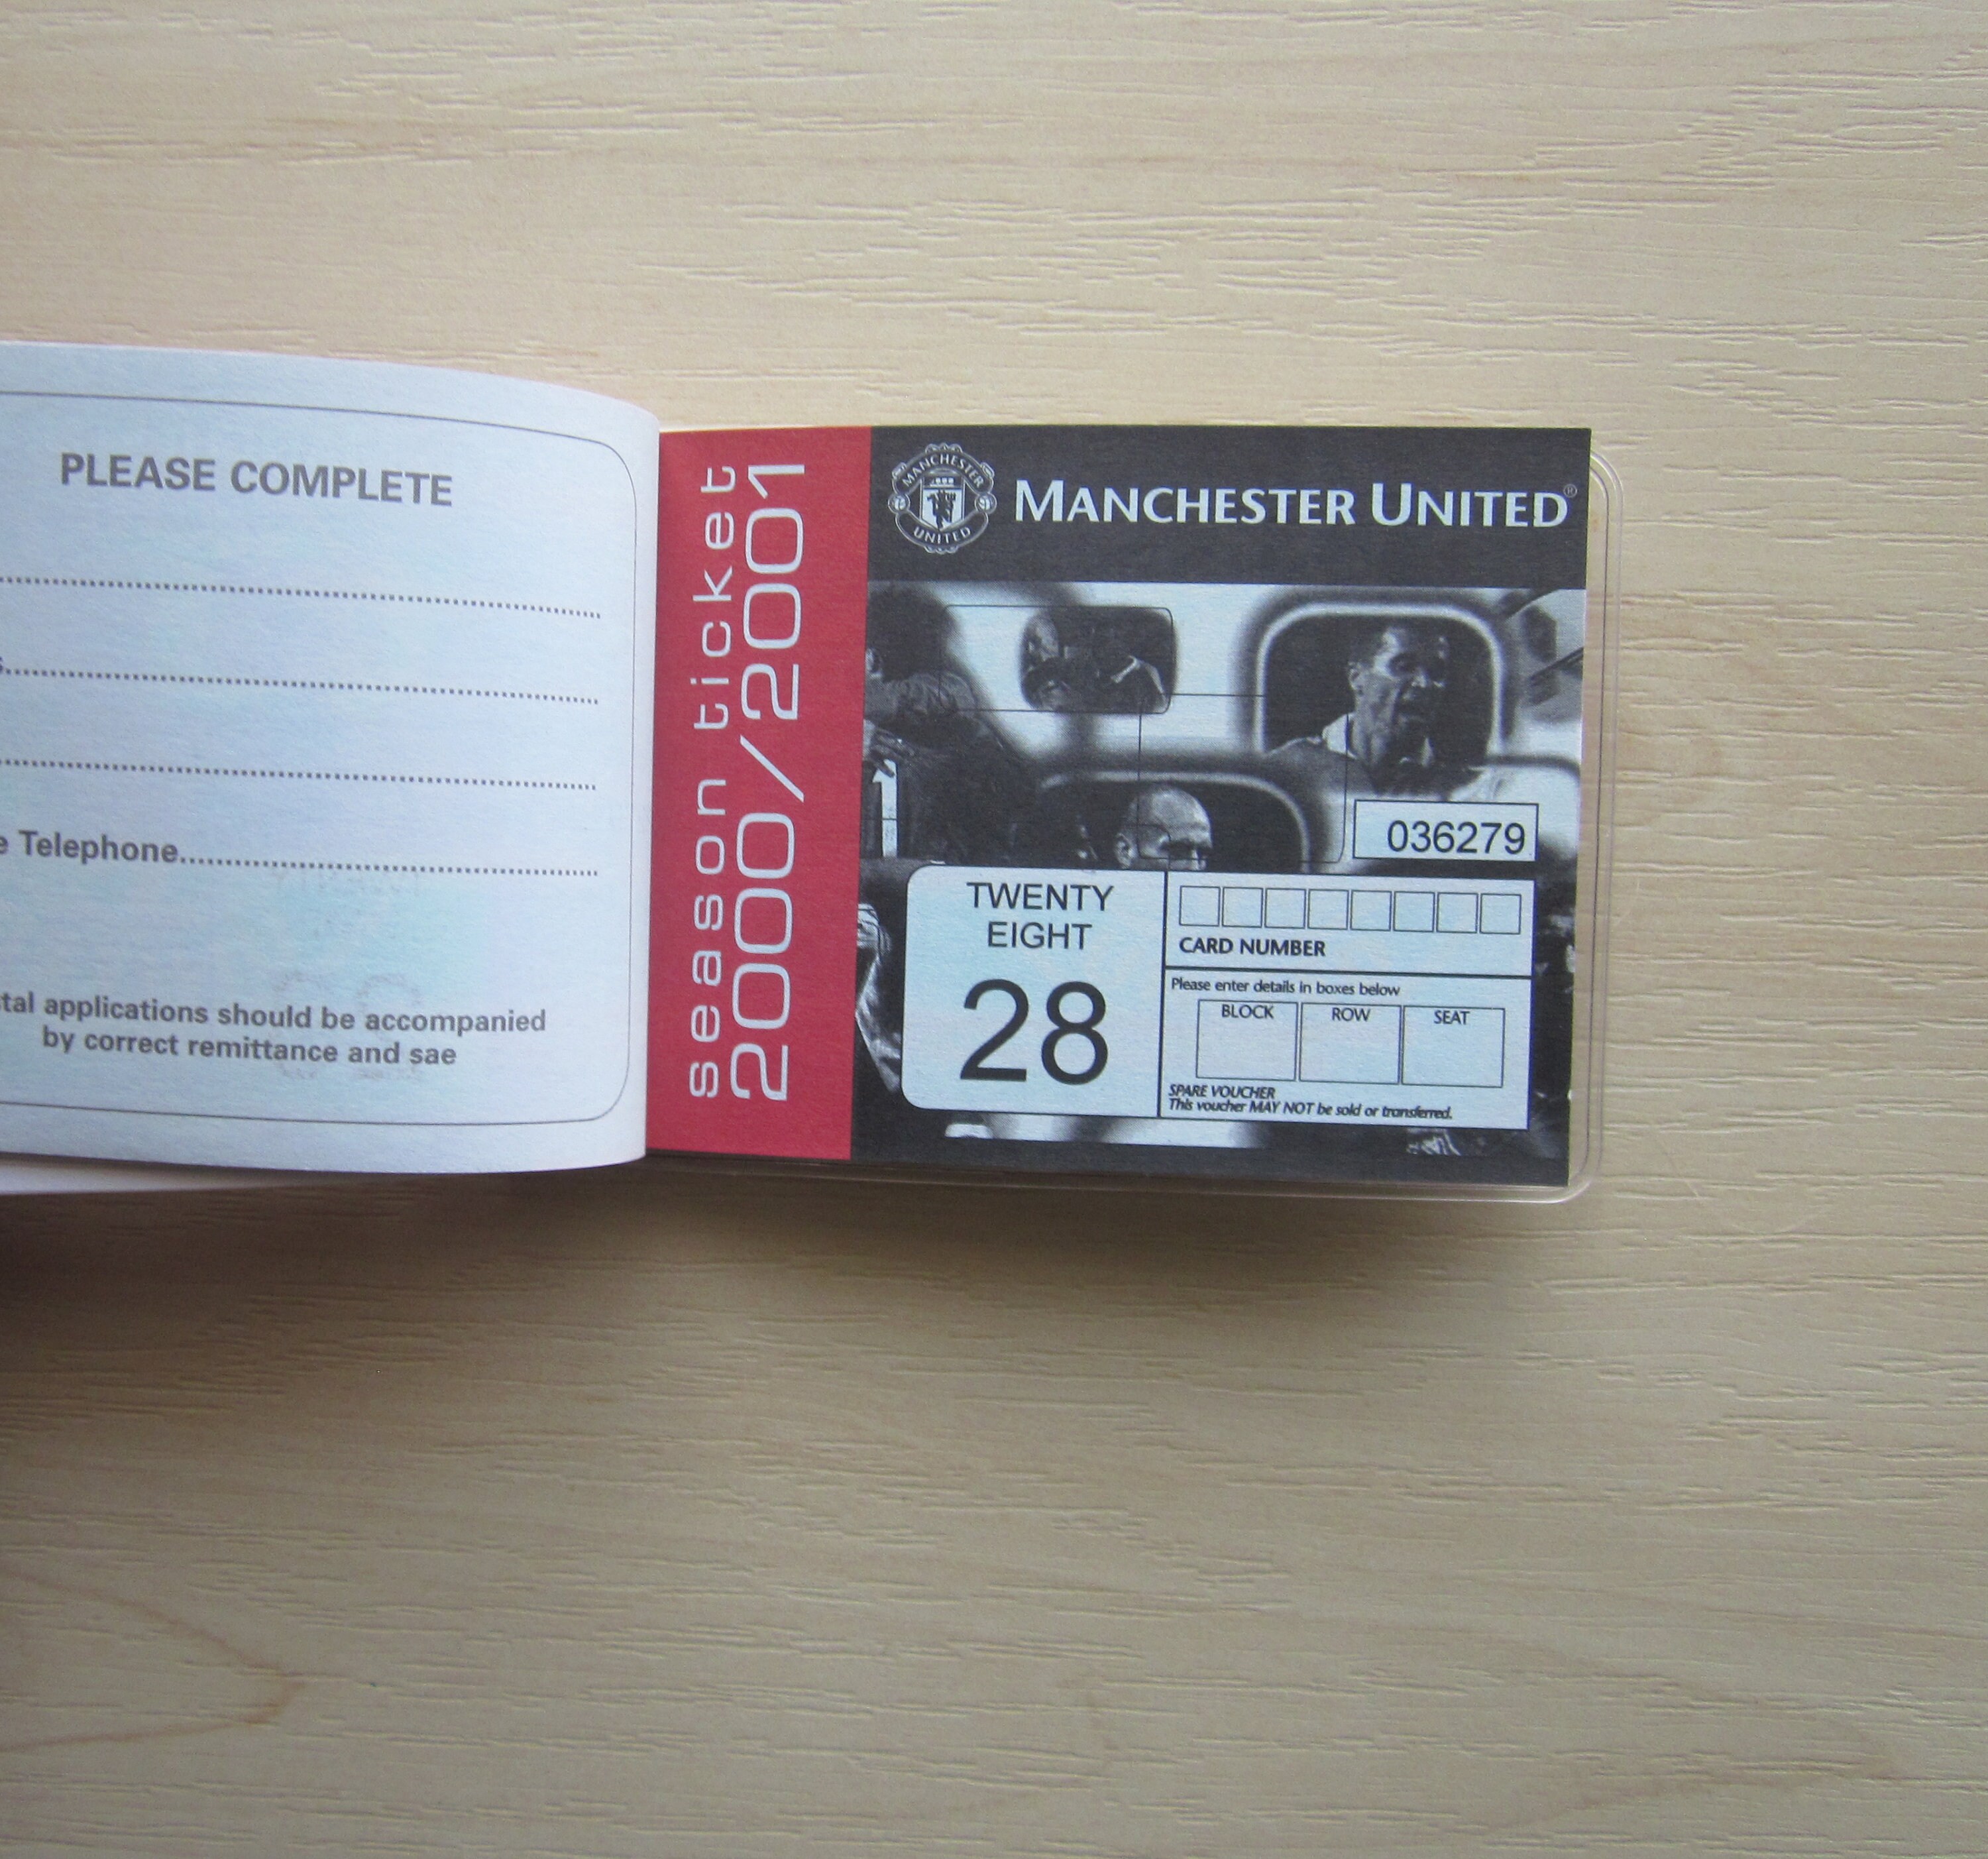 PLEASE COMPLETE
Telephone
applications should be accompanied
by correct remittance and sae
season ticket
2000/2001
MANCHESTER
UNITED
MANCHESTER UNITED®
036279
TWENTY
EIGHT
28
CARD NUMBER
Please enter details in boxes below
BLOCK ROW SEAT
SPARE VOUCHER
This voucher MAY NOT be sold or transferred.